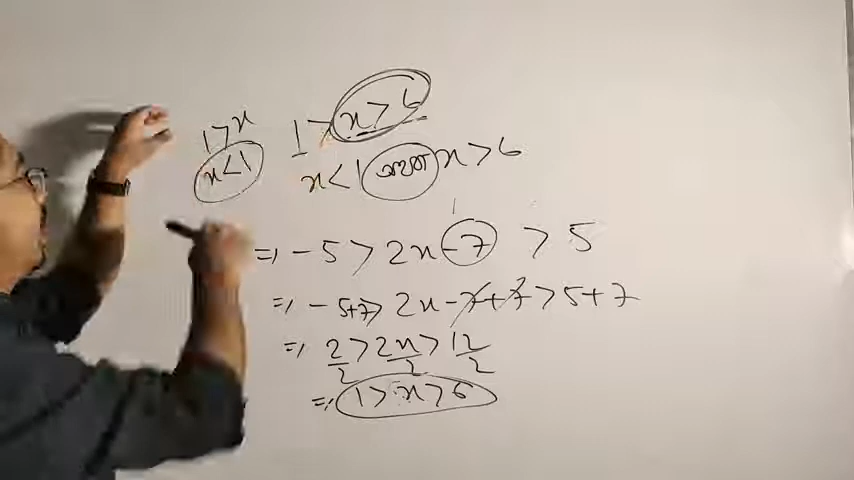 1 > x
x < 1
1 > x > 6
x < 1 অথবা x > 6
⇒ - 5 > 2x - 7 > 5
⇒ - 5+7 > 2x - 7 + 7 > 5 + 7
⇒ 2/2 > 2x/2 > 12/2
⇒ 1 > x > 6